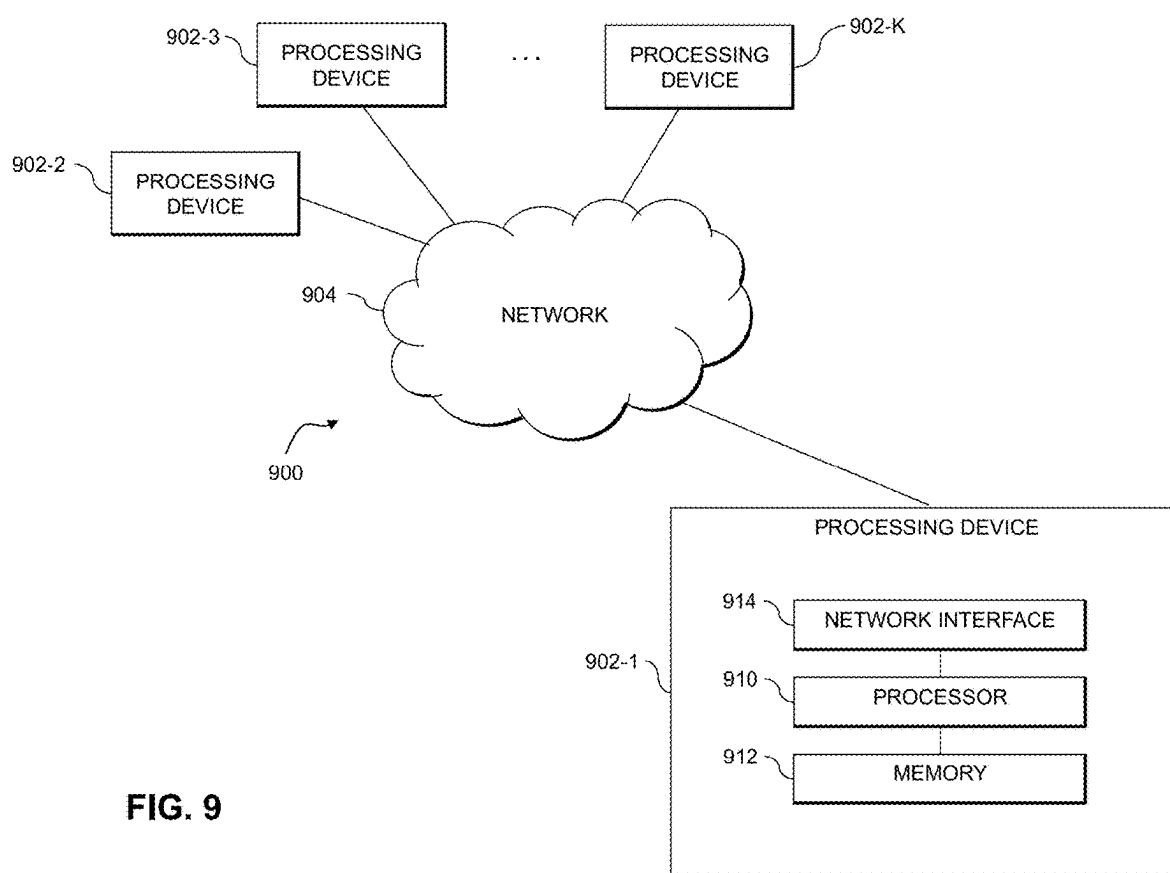 902-3
PROCESSING
DEVICE
...
PROCESSING
DEVICE
902-K
902-2
PROCESSING
DEVICE
904
NETWORK
900
PROCESSING DEVICE
914
NETWORK INTERFACE
902-1
910
PROCESSOR
912
MEMORY
FIG. 9